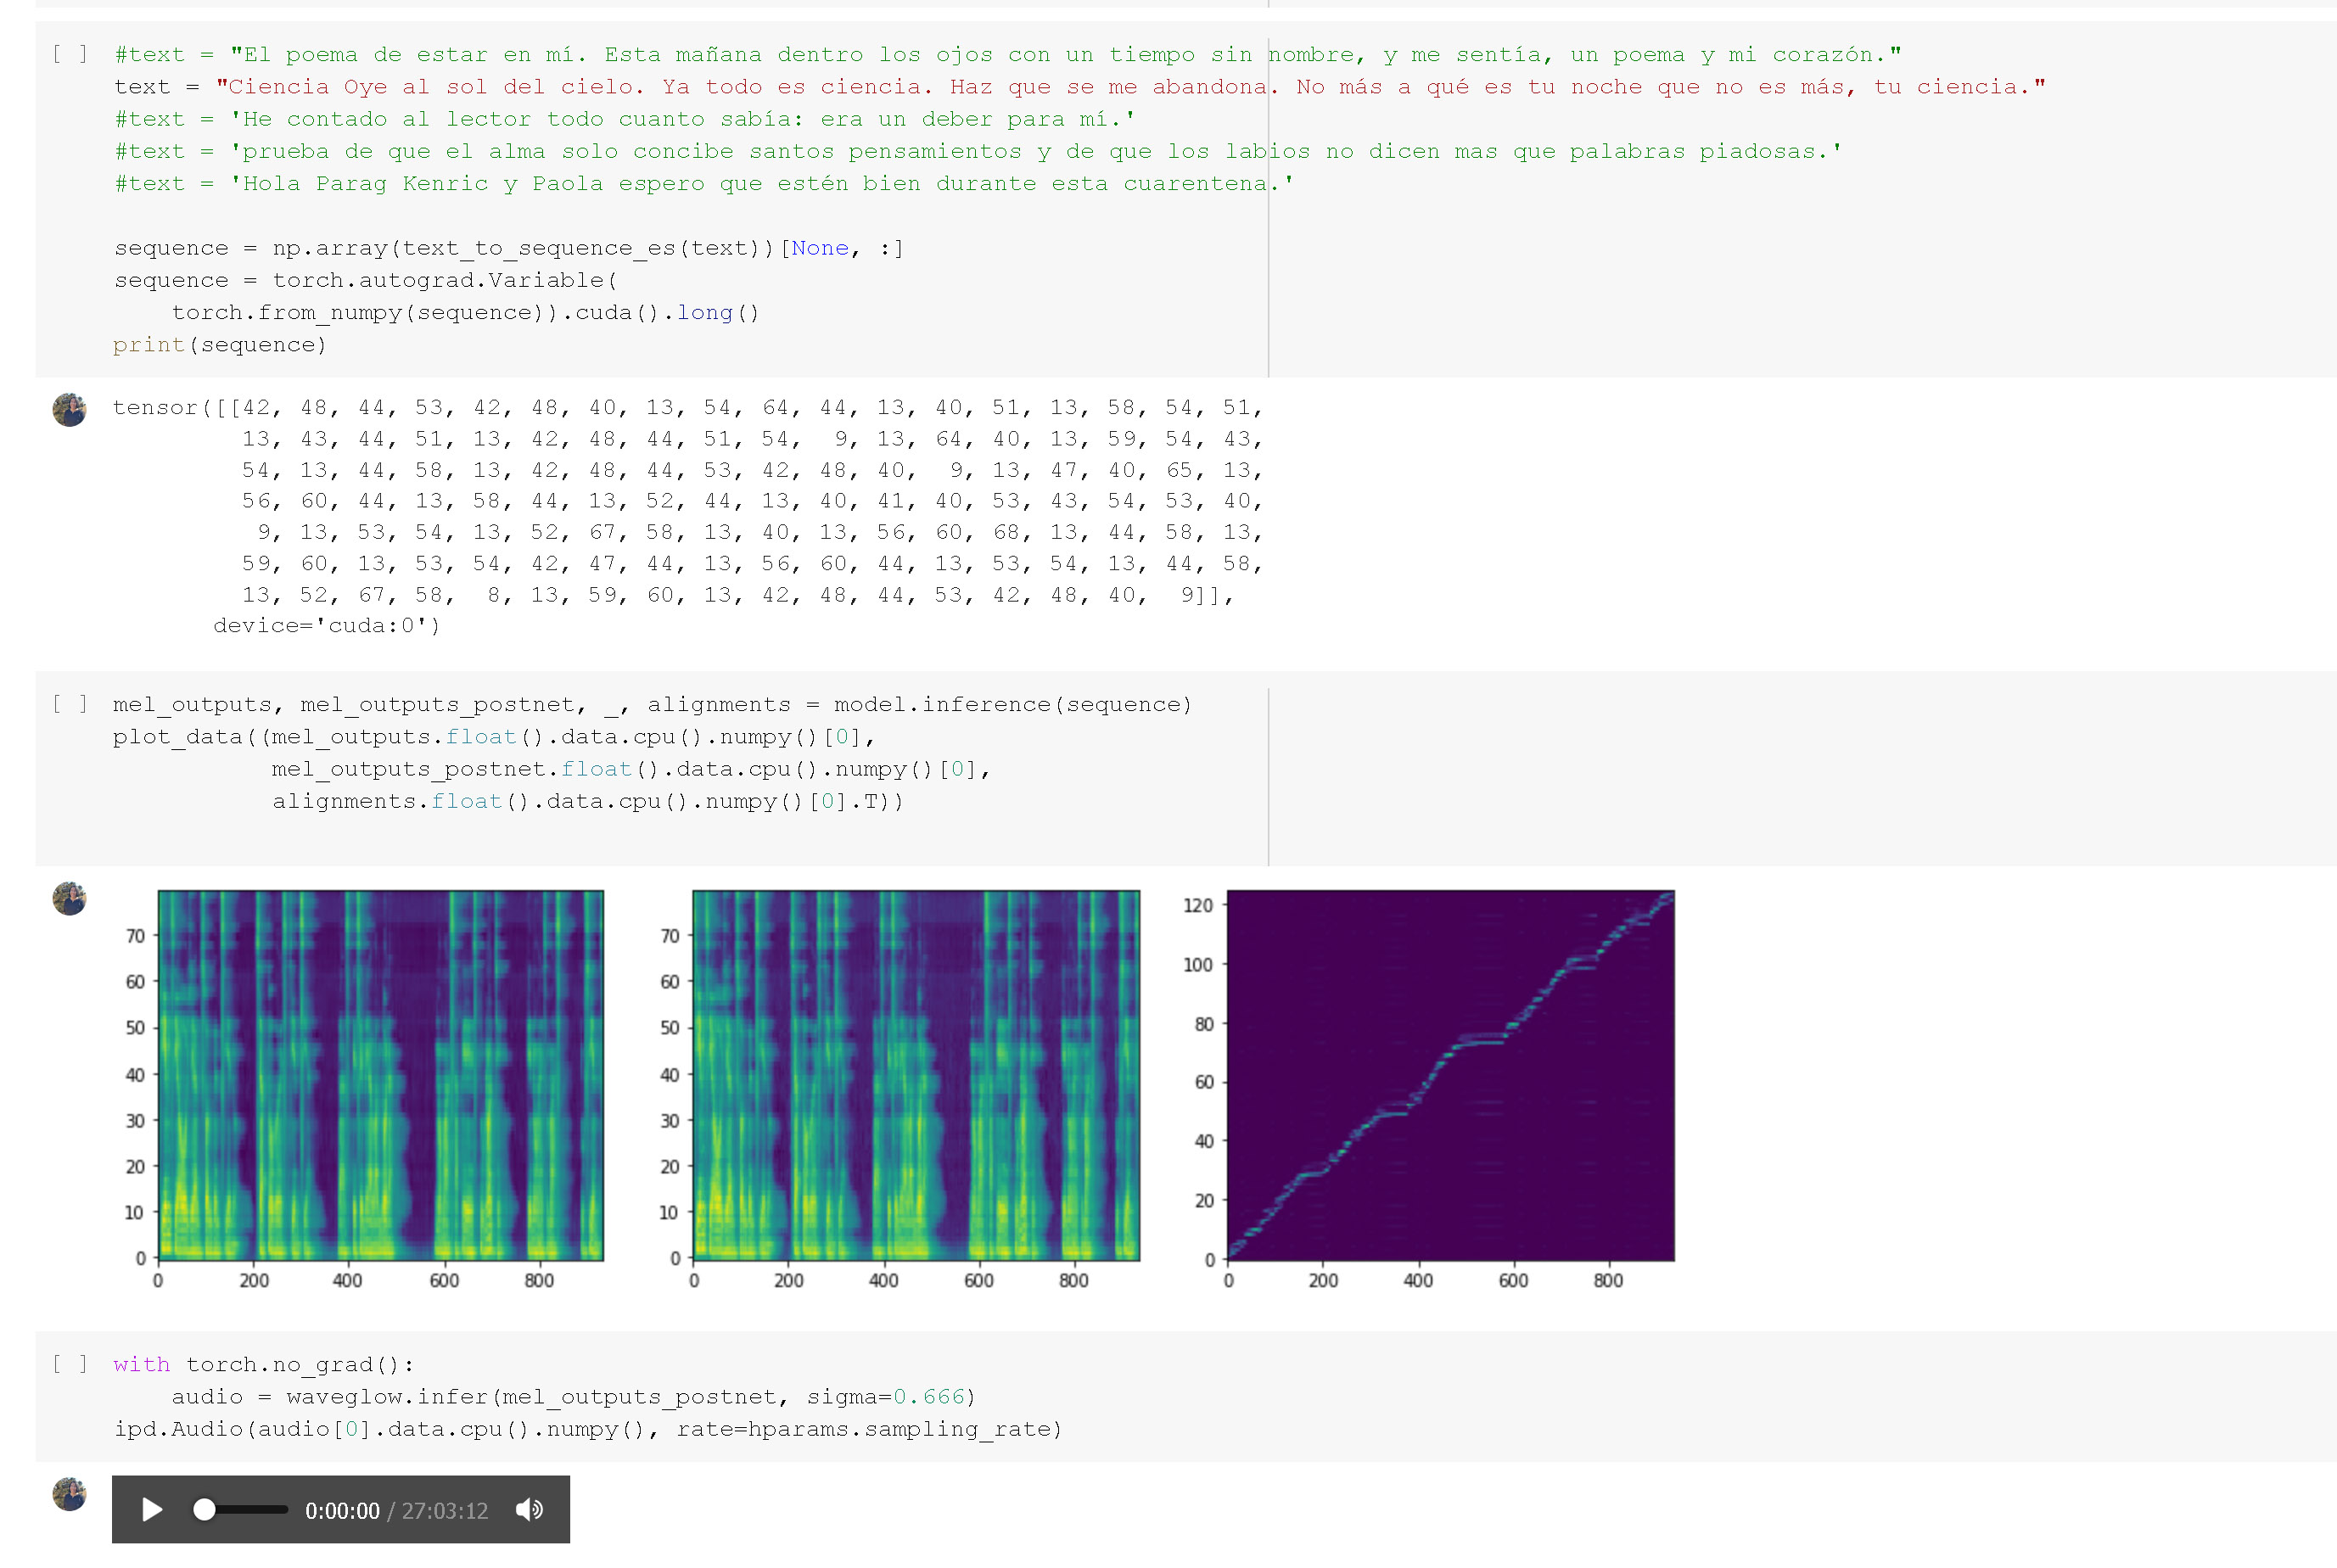 [ ] #text = "El poema de estar en mí. Esta mañana dentro los ojos con un tiempo sin nombre, y me sentía, un poema y mi corazón."
text = "Ciencia Oye al sol del cielo. Ya todo es ciencia. Haz que se me abandona. No más a qué es tu noche que no es más, tu ciencia."
#text = 'He contado al lector todo cuanto sabía: era un deber para mí.'
#text = 'prueba de que el alma solo concibe santos pensamientos y de que los labios no dicen mas que palabras piadosas.'
#text = 'Hola Parag Kenric y Paola espero que estén bien durante esta cuarentena.'
sequence = np.array(text_to_sequence_es(text))[None, :]
sequence = torch.autograd.Variable(
torch.from_numpy(sequence)).cuda().long()
print(sequence)
tensor([[42, 48, 44, 53, 42, 48, 40, 13, 54, 64, 44, 13, 40, 51, 13, 58, 54, 51,
13, 43, 44, 51, 13, 42, 48, 44, 51, 54, 9, 13, 64, 40, 13, 59, 54, 43,
54, 13, 44, 58, 13, 42, 48, 44, 53, 42, 48, 40, 9, 13, 47, 40, 65, 13,
56, 60, 44, 13, 58, 44, 13, 52, 44, 13, 40, 41, 40, 53, 43, 54, 53, 40,
9, 13, 53, 54, 13, 52, 67, 58, 13, 40, 13, 56, 60, 68, 13, 44, 58, 13,
59, 60, 13, 53, 54, 42, 47, 44, 13, 56, 60, 44, 13, 53, 54, 13, 44, 58,
13, 52, 67, 58, 8, 13, 59, 60, 13, 42, 48, 44, 53, 42, 48, 40, 9]],
device='cuda:0')
[ ] mel_outputs, mel_outputs_postnet, _, alignments = model.inference(sequence)
plot_data((mel_outputs.float().data.cpu().numpy()[0],
mel_outputs_postnet.float().data.cpu().numpy()[0],
alignments.float().data.cpu().numpy()[0].T))
70
60
50
40
30
20
10
0
0 200 400 600 800
70
60
50
40
30
20
10
0
0 200 400 600 800
120
100
80
60
40
20
0
0 200 400 600 800
[ ] with torch.no_grad():
audio = waveglow.infer(mel_outputs_postnet, sigma=0.666)
ipd.Audio(audio[0].data.cpu().numpy(), rate=hparams.sampling_rate)
0:00:00 / 27:03:12